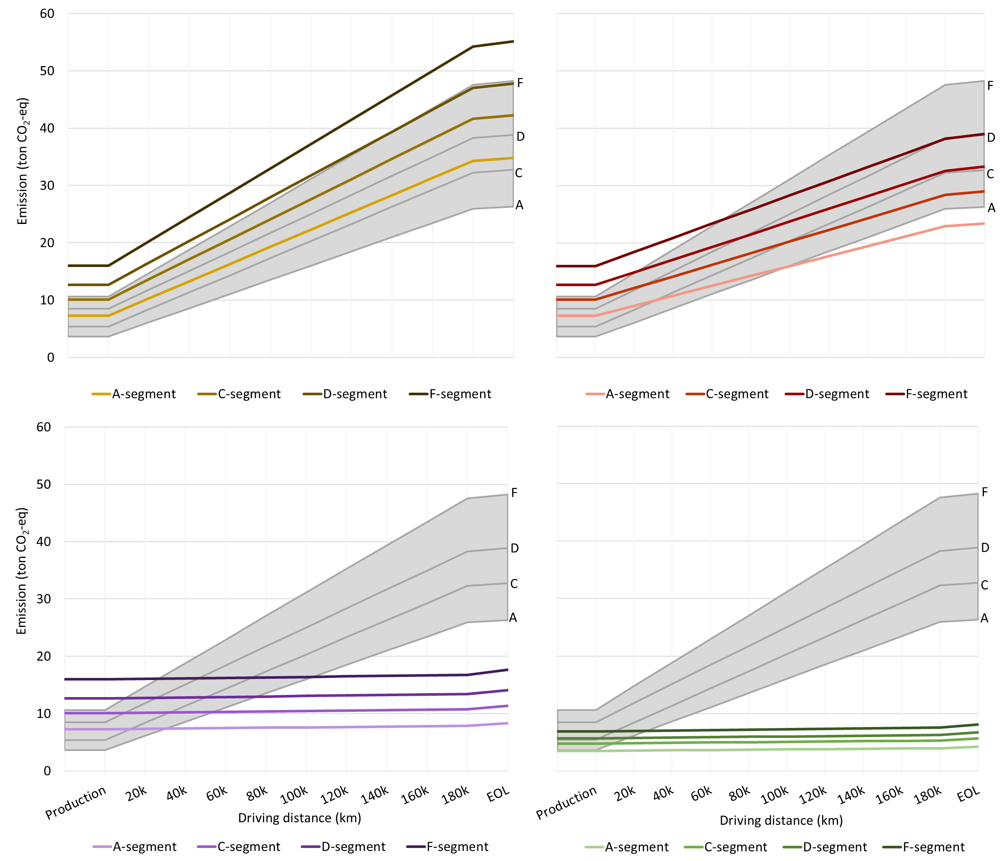 60
50
40
30
20
10
0
Emission (ton CO2-eq)
F
D
C
A
A-segment C-segment D-segment F-segment
F
D
C
A
A-segment C-segment D-segment F-segment
60
50
40
30
20
10
0
Emission (ton CO2-eq)
F
D
C
A
Production 20k 40k 60k 80k 100k 120k 140k 160k 180k EOL
Driving distance (km)
A-segment C-segment D-segment F-segment
F
D
C
A
Production 20k 40k 60k 80k 100k 120k 140k 160k 180k EOL
Driving distance (km)
A-segment C-segment D-segment F-segment